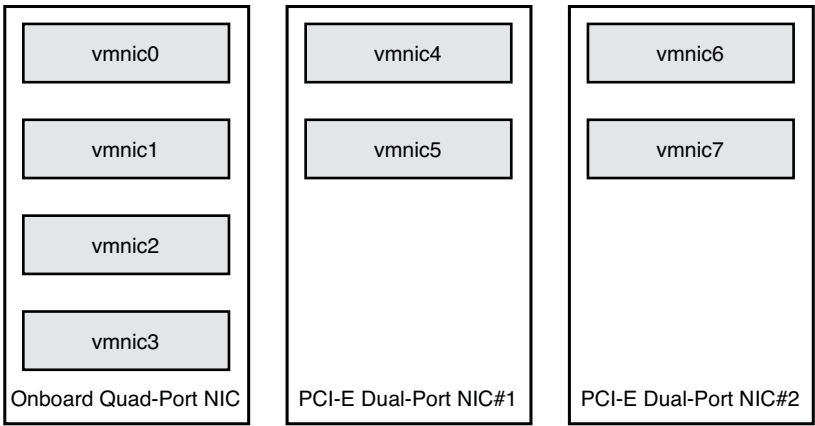 vmnic0
vmnic1
vmnic2
vmnic3
Onboard Quad-Port NIC
vmnic4
vmnic5
PCI-E Dual-Port NIC#1
vmnic6
vmnic7
PCI-E Dual-Port NIC#2